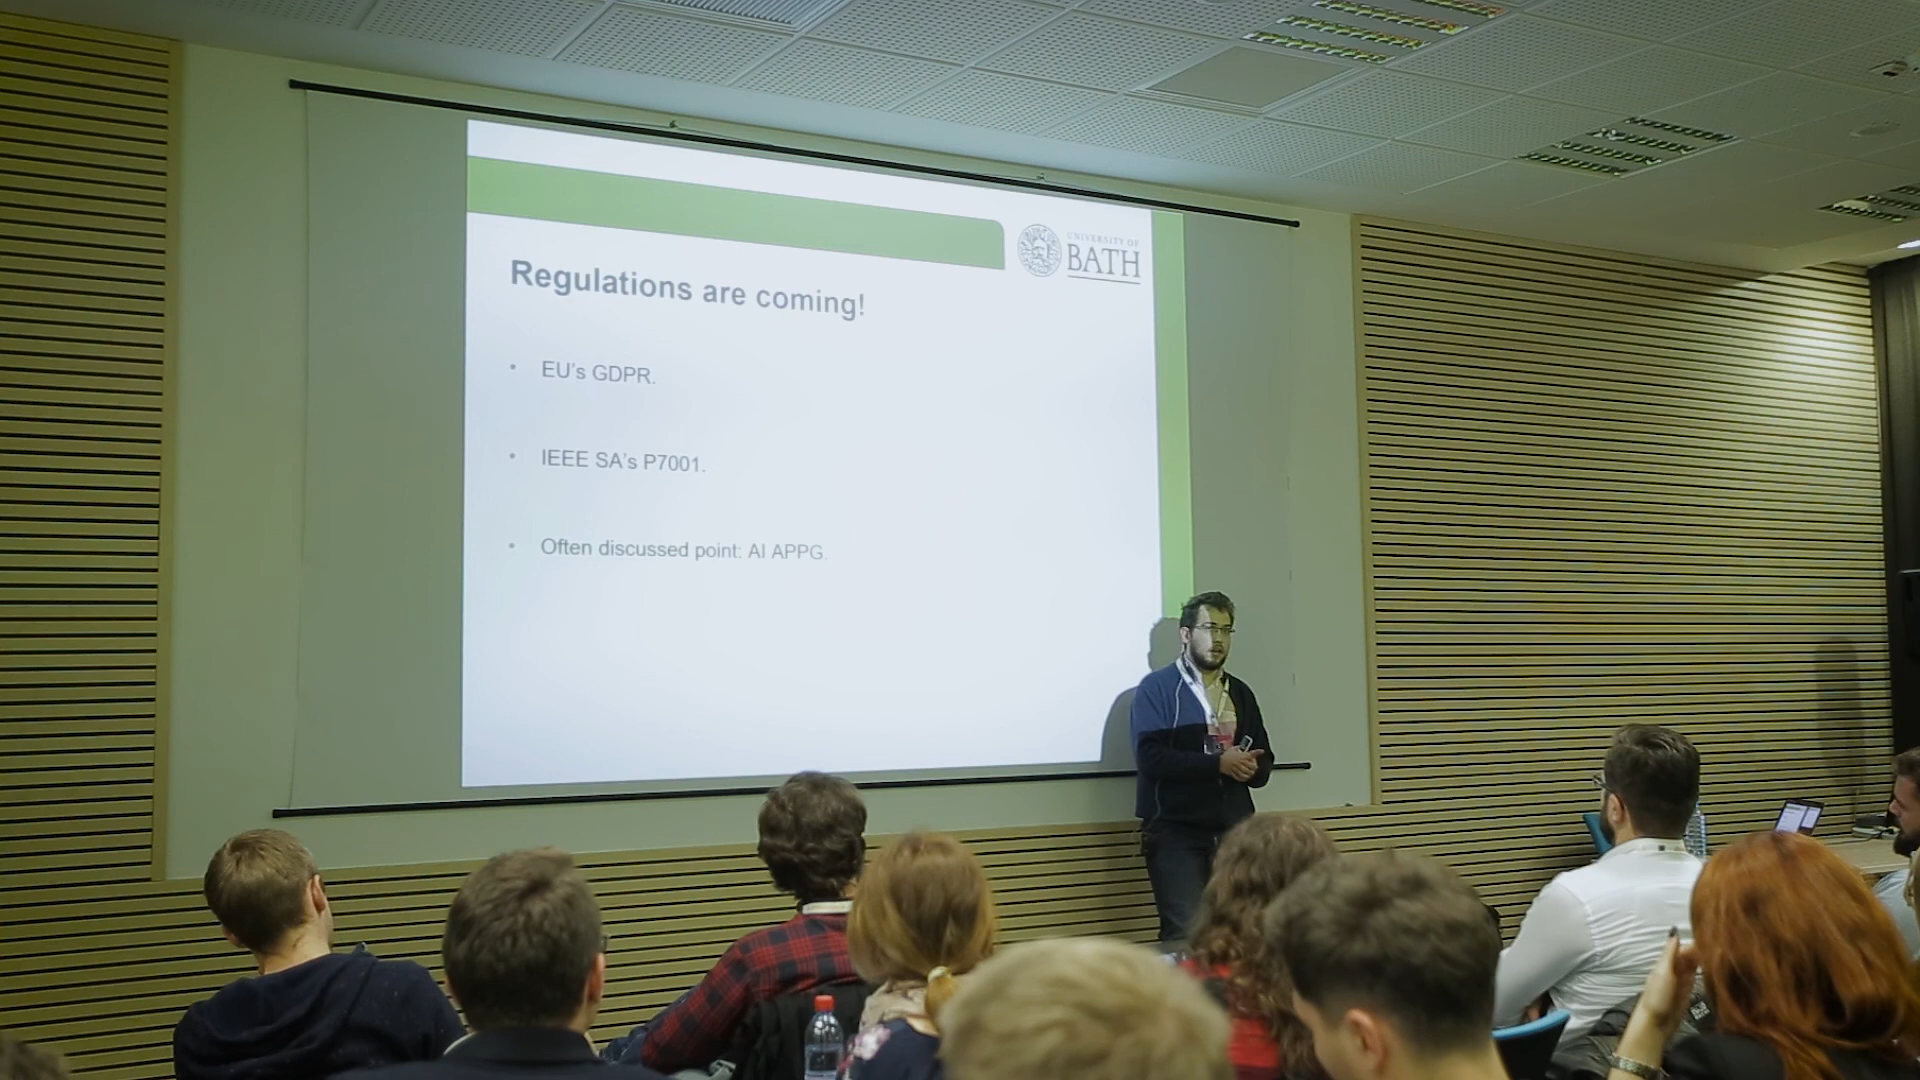 UNIVERSITY OF
BATH
Regulations are coming!
• EU's GDPR.
• IEEE SA's P7001.
• Often discussed point: AI APPG.